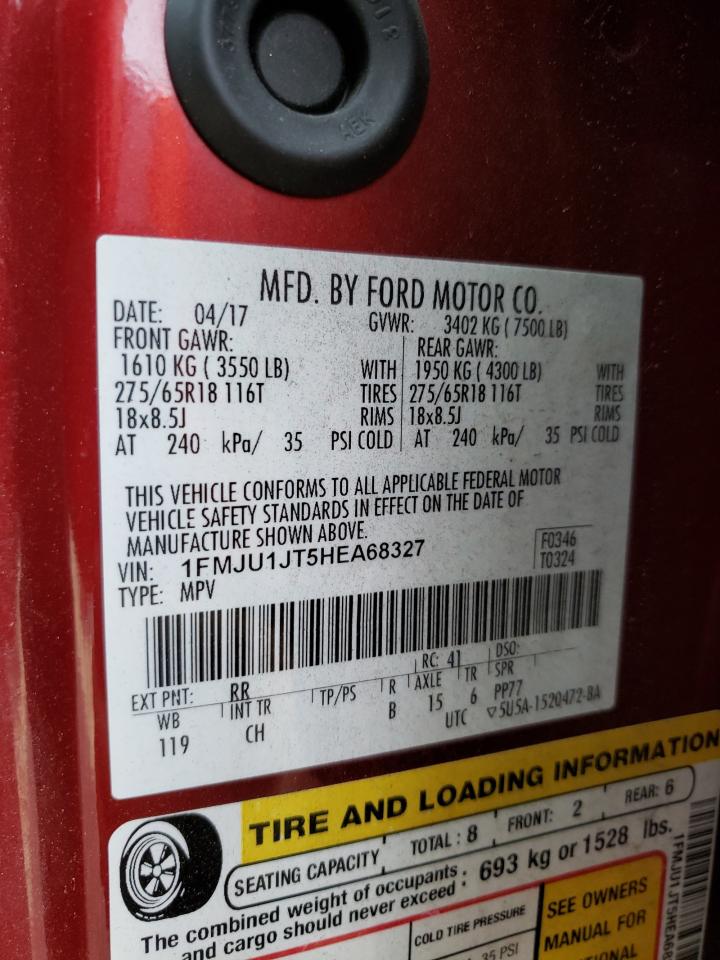 AEK
MFD. BY FORD MOTOR CO.
DATE: 04/17 GVWR: 3402 KG ( 7500 LB)
FRONT GAWR: REAR GAWR:
1610 KG ( 3550 LB) WITH 1950 KG ( 4300 LB) WITH
275/65R18 116T TIRES 275/65R18 116T TIRES
18x8.5J RIMS 18x8.5J RIMS
AT 240 kPa/ 35 PSI COLD AT 240 kPa/ 35 PSI COLD
THIS VEHICLE CONFORMS TO ALL APPLICABLE FEDERAL MOTOR
VEHICLE SAFETY STANDARDS IN EFFECT ON THE DATE OF
MANUFACTURE SHOWN ABOVE.
VIN: 1FMJU1JT5HEA68327 F0346
TYPE: MPV T0324
EXT PNT: RR RC: 41 DSO:
WB INT TR TP/PS R AXLE TR SPR
119 CH B 15 6 PP77
UTC ▽5U5A-1520472-BA
TIRE AND LOADING INFORMATION
SEATING CAPACITY TOTAL : 8 FRONT: 2 REAR: 6
The combined weight of occupants
and cargo should never exceed : 693 kg or 1528 lbs.
COLD TIRE PRESSURE
35 PSI
SEE OWNERS
MANUAL FOR